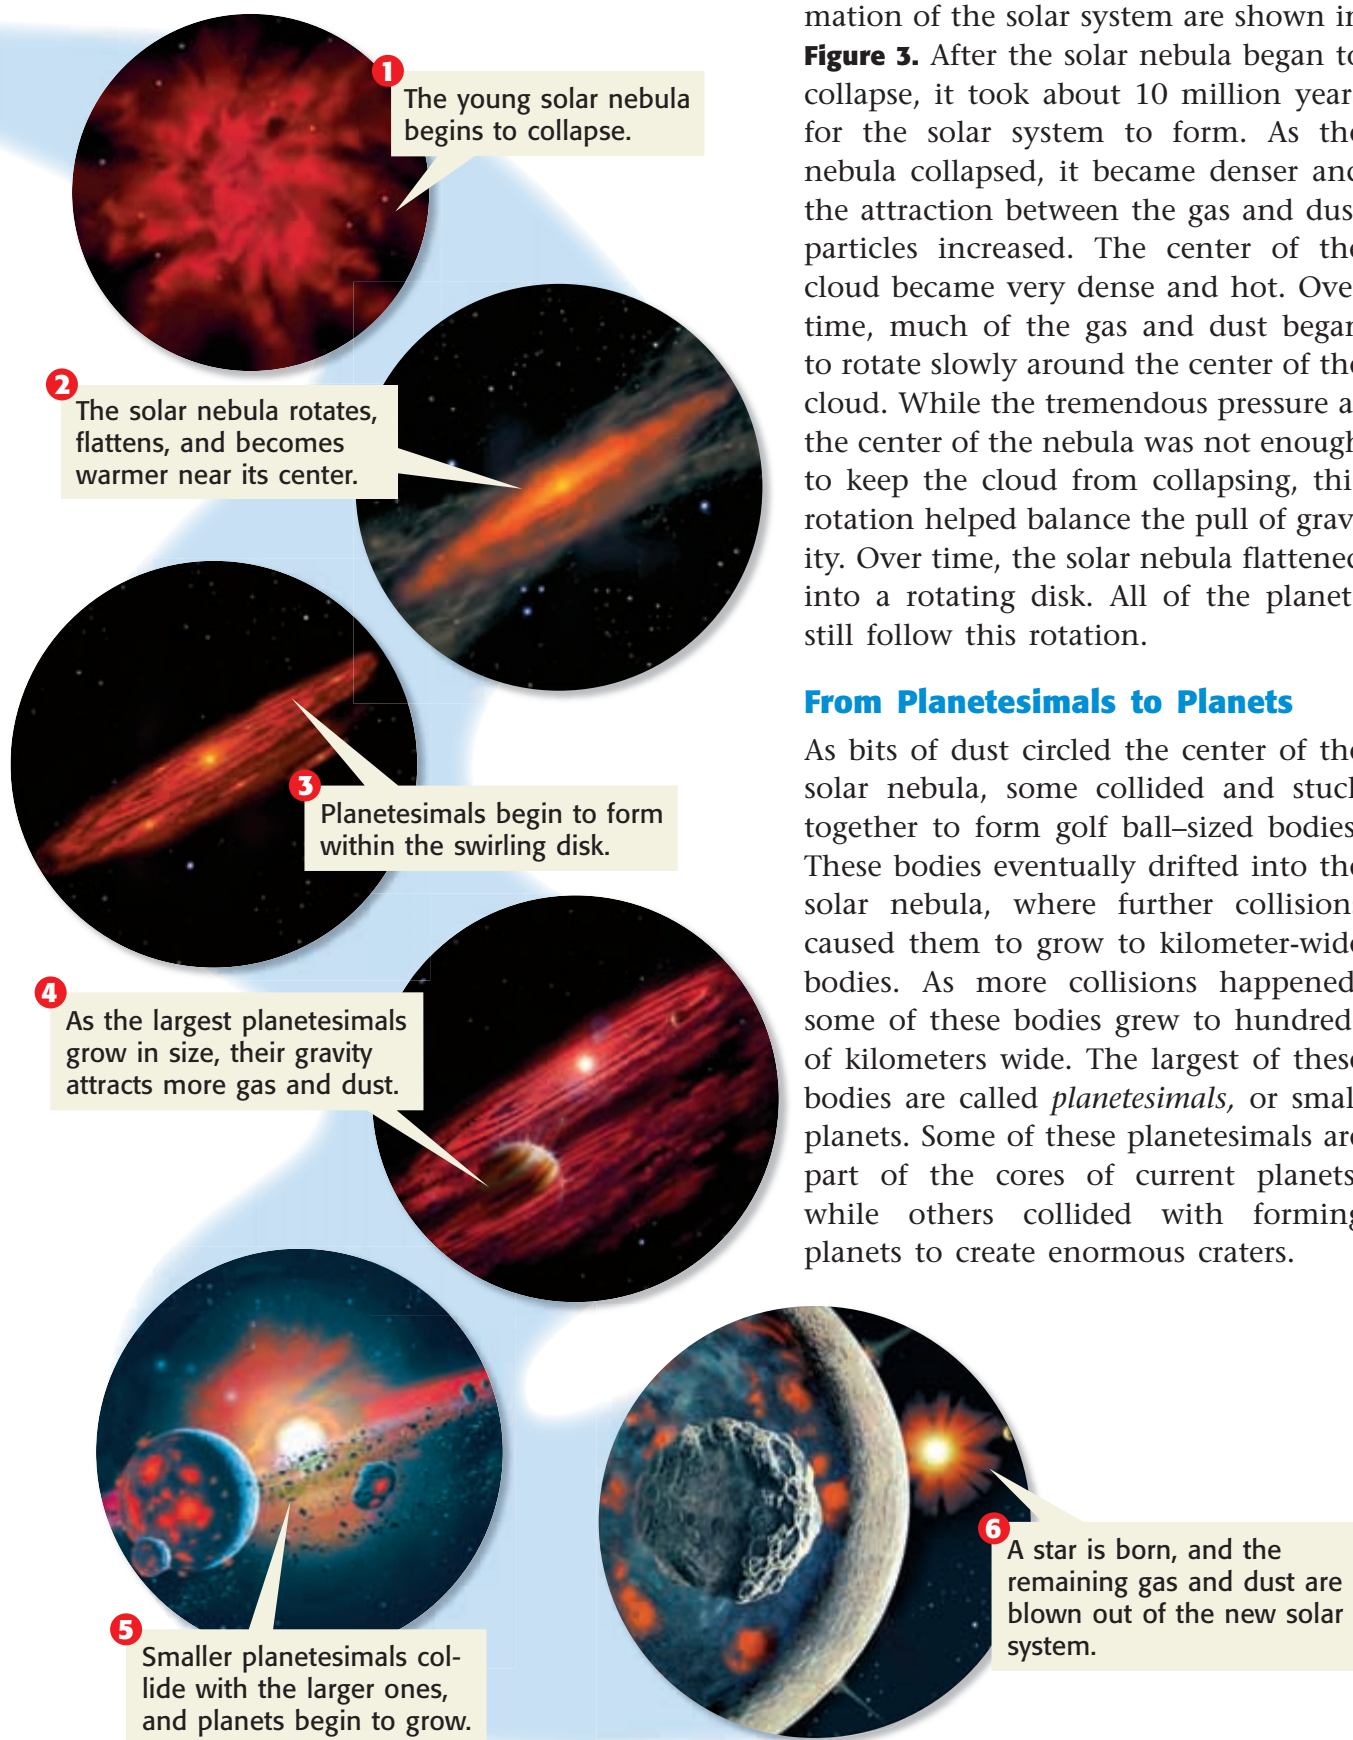 1
The young solar nebula
begins to collapse.
2
The solar nebula rotates,
flattens, and becomes
warmer near its center.
3
Planetesimals begin to form
within the swirling disk.
4
As the largest planetesimals
grow in size, their gravity
attracts more gas and dust.
5
Smaller planetesimals col-
lide with the larger ones,
and planets begin to grow.
6
A star is born, and the
remaining gas and dust are
blown out of the new solar
system.
mation of the solar system are shown in
Figure 3. After the solar nebula began to
collapse, it took about 10 million year
for the solar system to form. As the
nebula collapsed, it became denser and
the attraction between the gas and dus
particles increased. The center of the
cloud became very dense and hot. Ove
time, much of the gas and dust began
to rotate slowly around the center of the
cloud. While the tremendous pressure a
the center of the nebula was not enough
to keep the cloud from collapsing, thi
rotation helped balance the pull of grav
ity. Over time, the solar nebula flattened
into a rotating disk. All of the planet
still follow this rotation.
From Planetesimals to Planets
As bits of dust circled the center of the
solar nebula, some collided and stuck
together to form golf ball–sized bodies
These bodies eventually drifted into the
solar nebula, where further collision
caused them to grow to kilometer-wide
bodies. As more collisions happened
some of these bodies grew to hundred
of kilometers wide. The largest of these
bodies are called planetesimals, or smal
planets. Some of these planetesimals are
part of the cores of current planets
while others collided with forming
planets to create enormous craters.